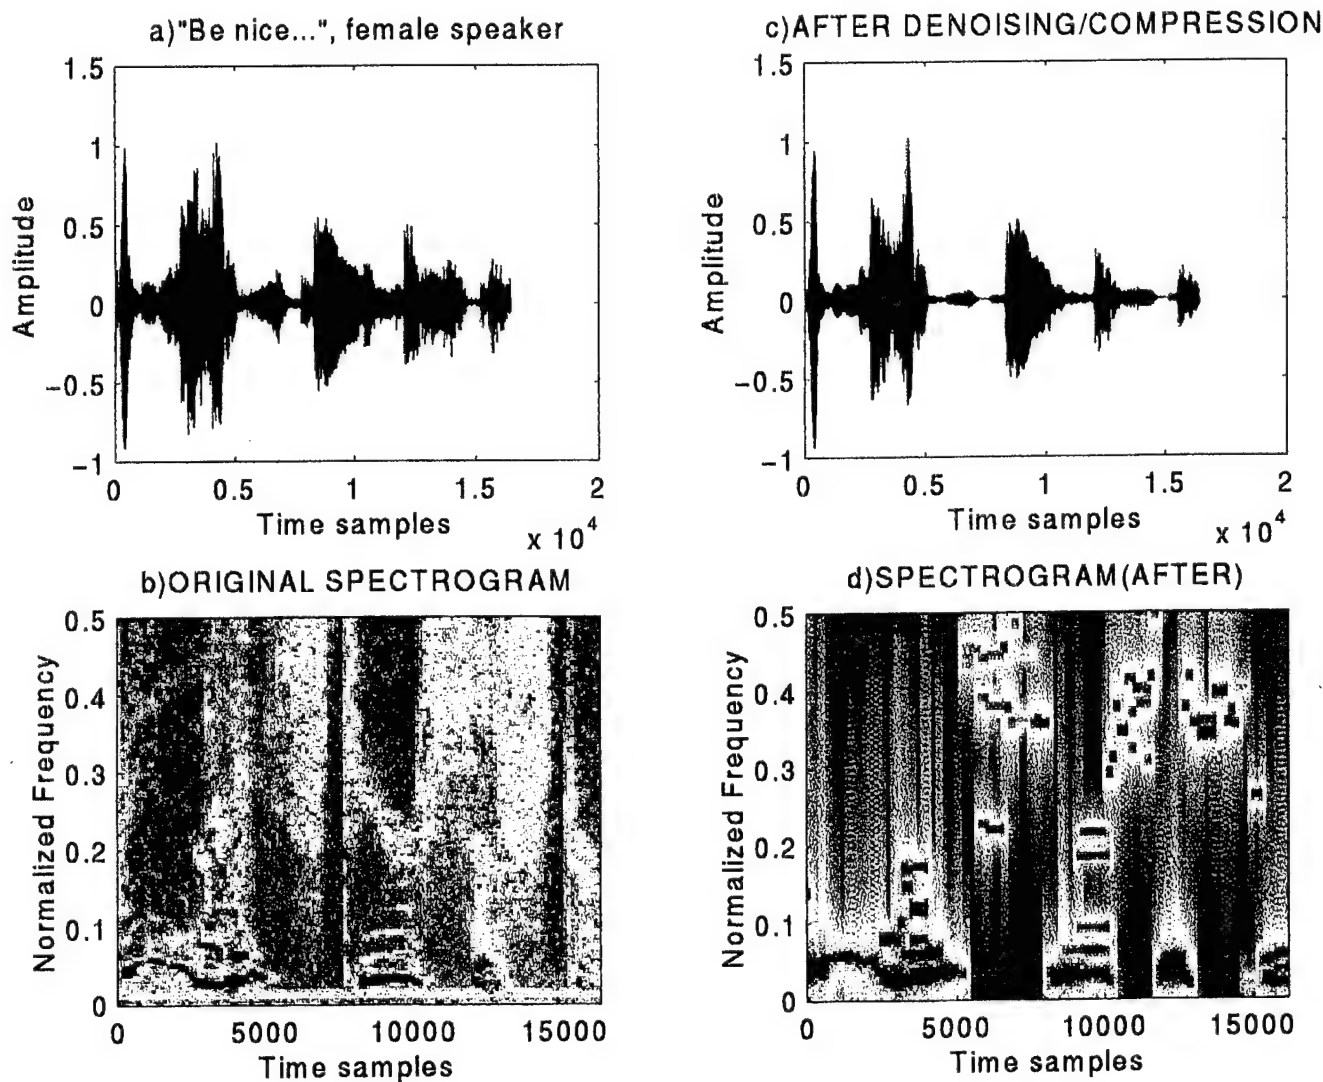 a)"Be nice...", female speaker
1.5
1
0.5
0
−0.5
−1
Amplitude
0 0.5 1 1.5 2
Time samples
x 10^4
c)AFTER DENOISING/COMPRESSION
1.5
1
0.5
0
−0.5
−1
Amplitude
0 0.5 1 1.5 2
Time samples
x 10^4
b)ORIGINAL SPECTROGRAM
0.5
0.4
0.3
0.2
0.1
0
Normalized Frequency
0 5000 10000 15000
Time samples
d)SPECTROGRAM(AFTER)
0.5
0.4
0.3
0.2
0.1
0
Normalized Frequency
0 5000 10000 15000
Time samples